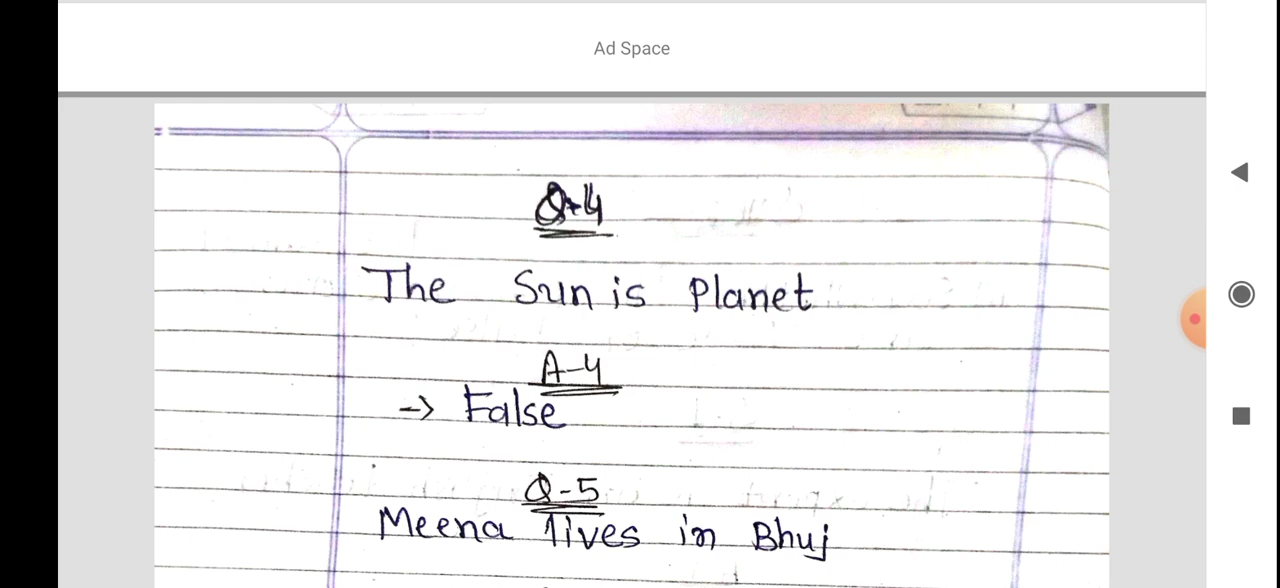 Ad Space
Q-4
The Sun is Planet
A-4
-> False
Q-5
Meena lives in Bhuj